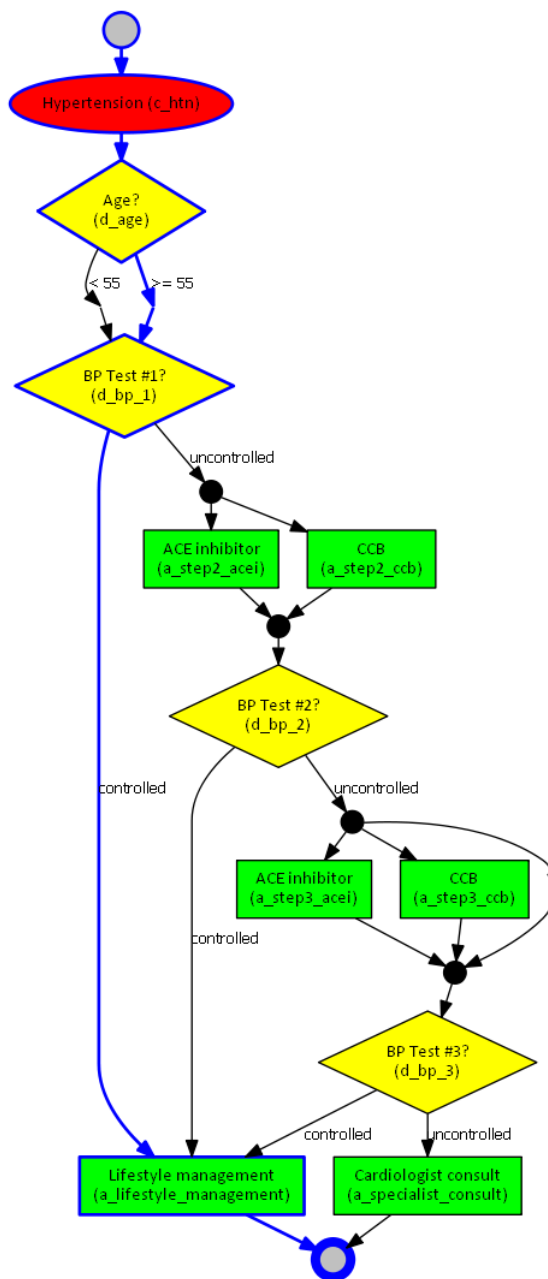 Hypertension (c_htn)
Age?
(d_age)
< 55
>= 55
BP Test #1?
(d_bp_1)
uncontrolled
ACE inhibitor
(a_step2_acei)
CCB
(a_step2_ccb)
BP Test #2?
(d_bp_2)
controlled
uncontrolled
ACE inhibitor
(a_step3_acei)
CCB
(a_step3_ccb)
controlled
BP Test #3?
(d_bp_3)
controlled
uncontrolled
Lifestyle management
(a_lifestyle_management)
Cardiologist consult
(a_specialist_consult)